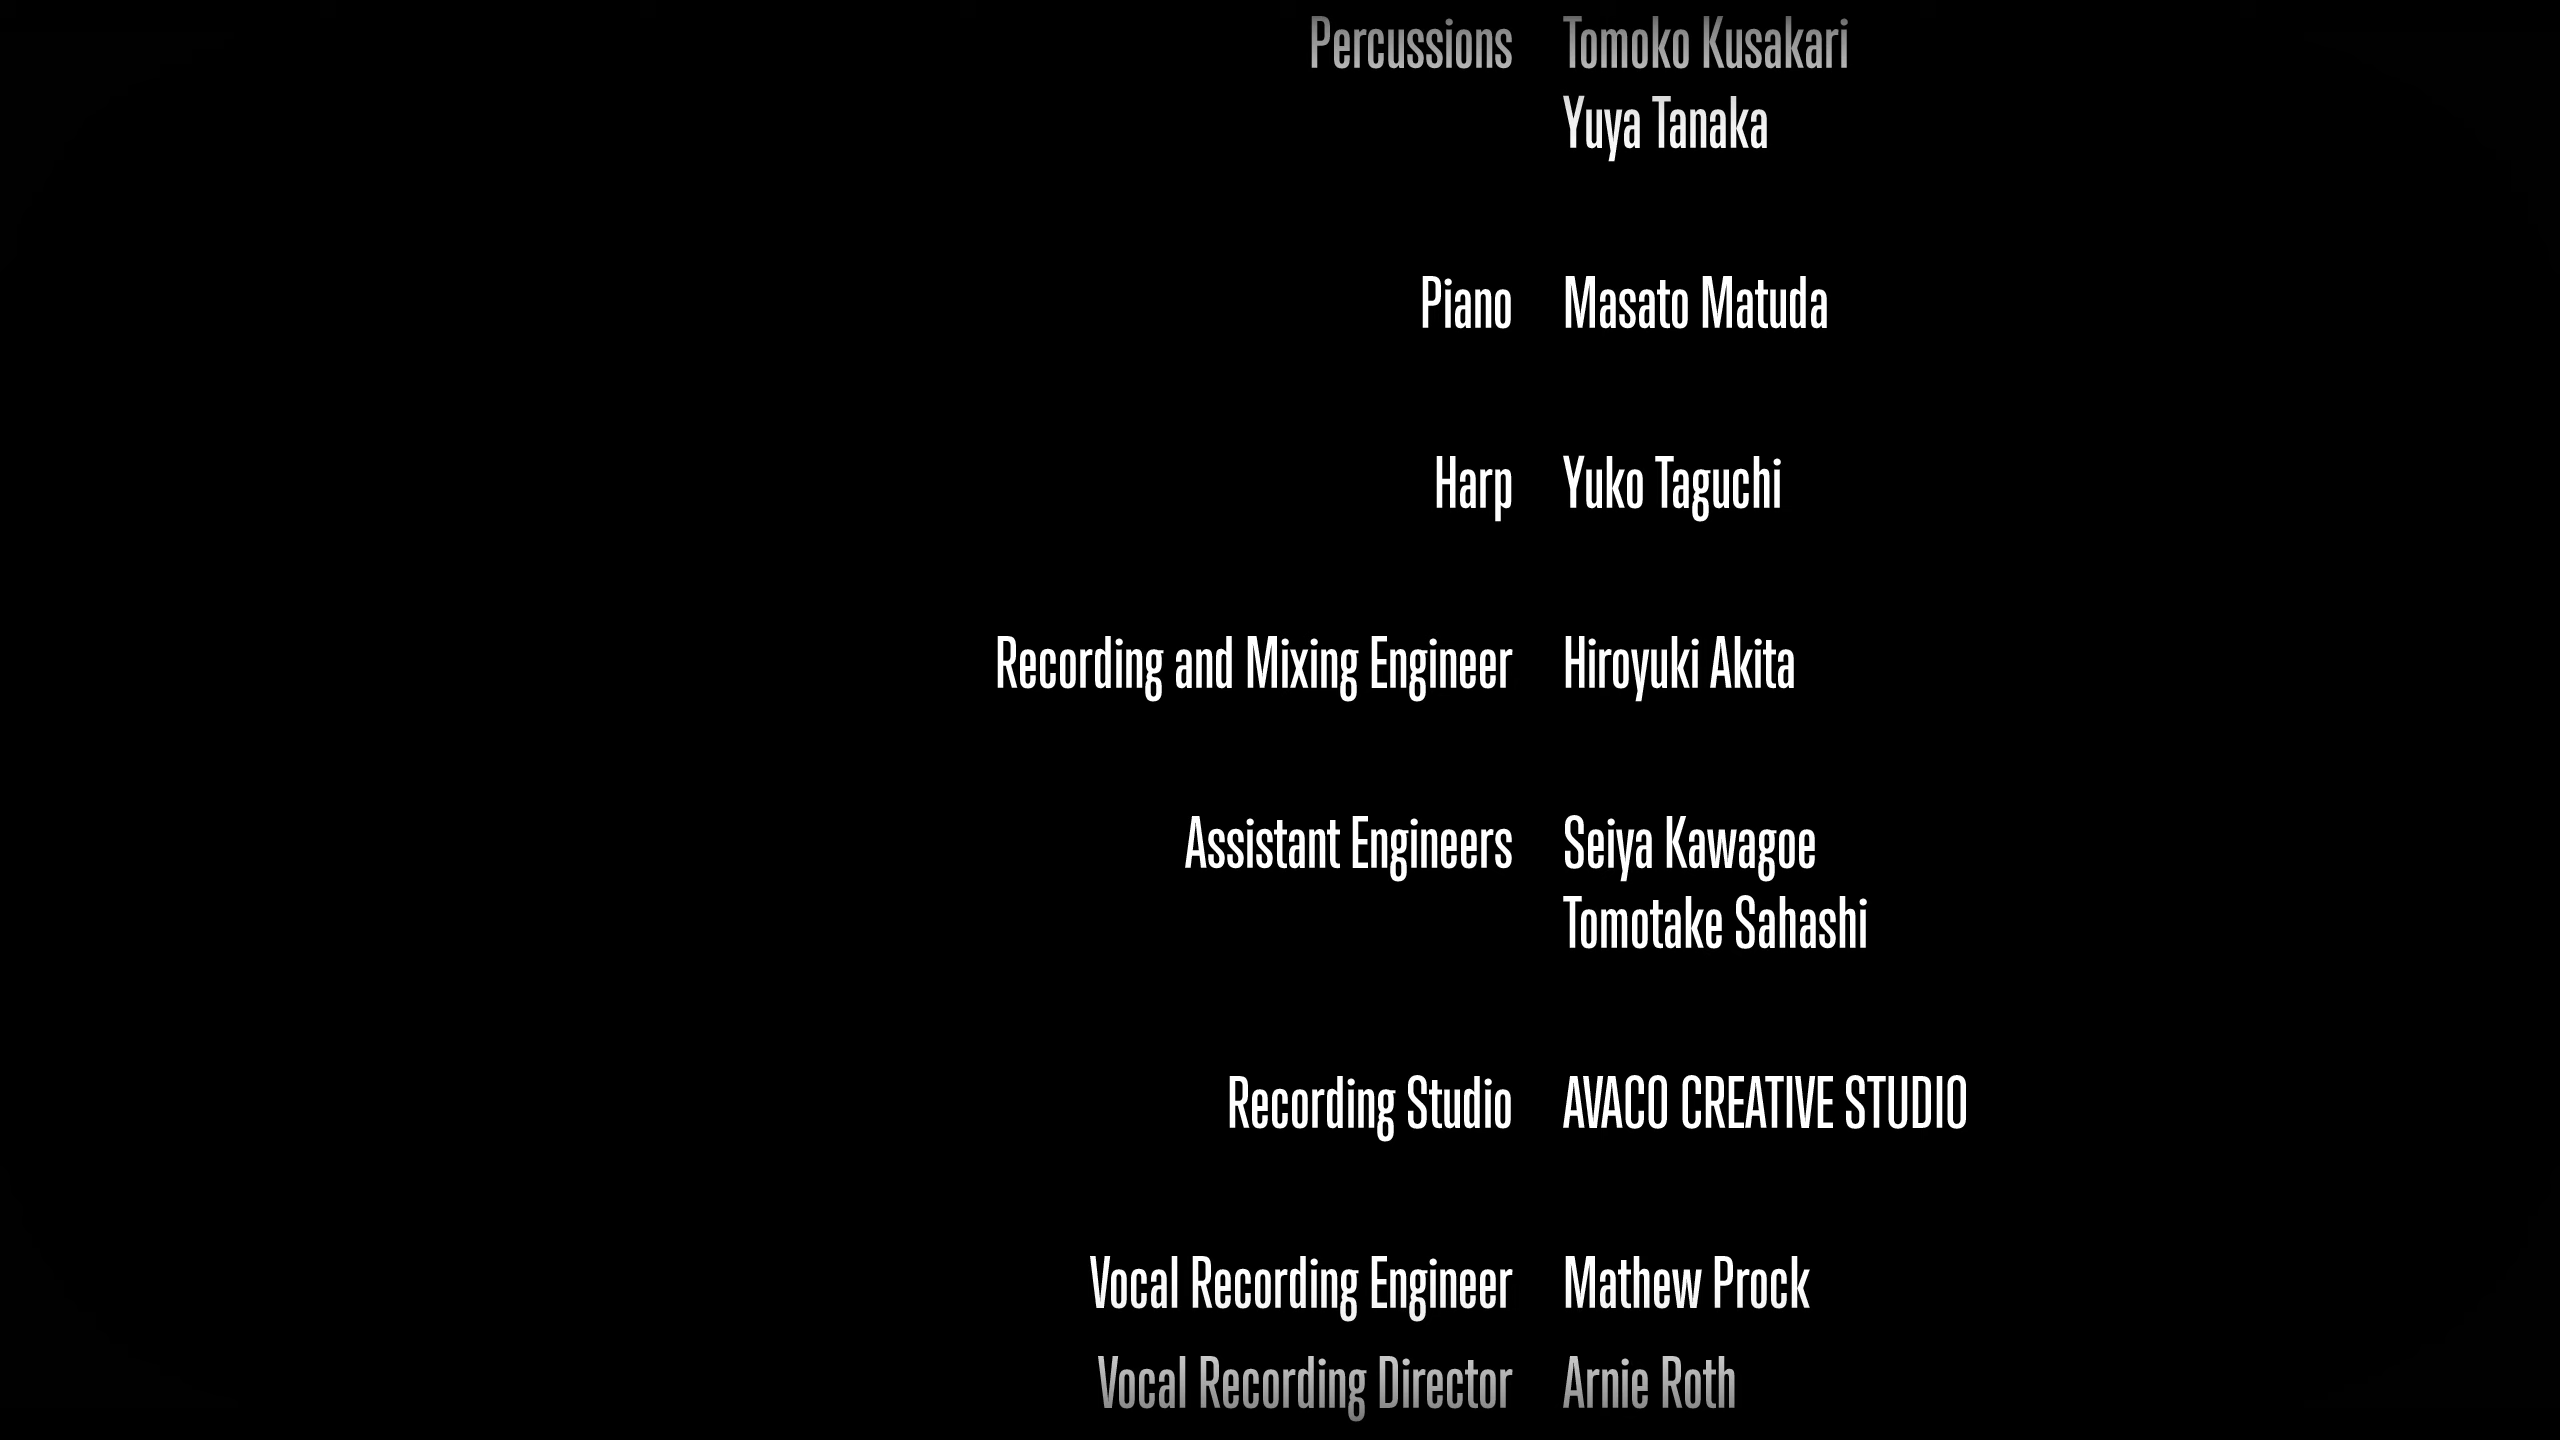 Percussions Tomoko Kusakari
Yuya Tanaka
Piano Masato Matuda
Harp Yuko Taguchi
Recording and Mixing Engineer Hiroyuki Akita
Assistant Engineers Seiya Kawagoe
Tomotake Sahashi
Recording Studio AVACO CREATIVE STUDIO
Vocal Recording Engineer Mathew Prock
Vocal Recording Director Arnie Roth